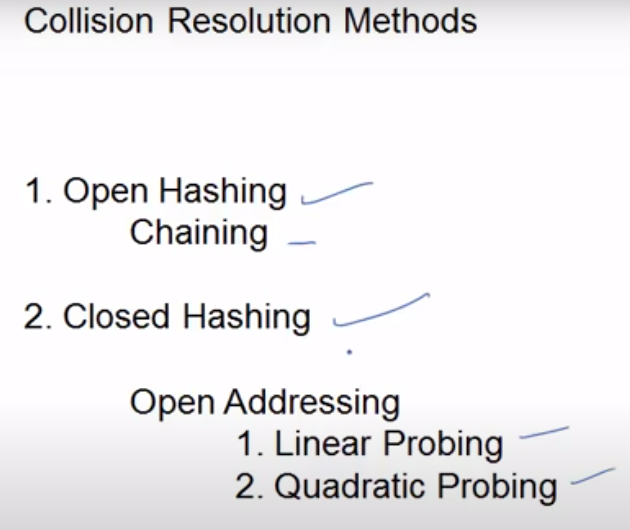 Collision Resolution Methods
1. Open Hashing
Chaining
2. Closed Hashing
Open Addressing
1. Linear Probing
2. Quadratic Probing